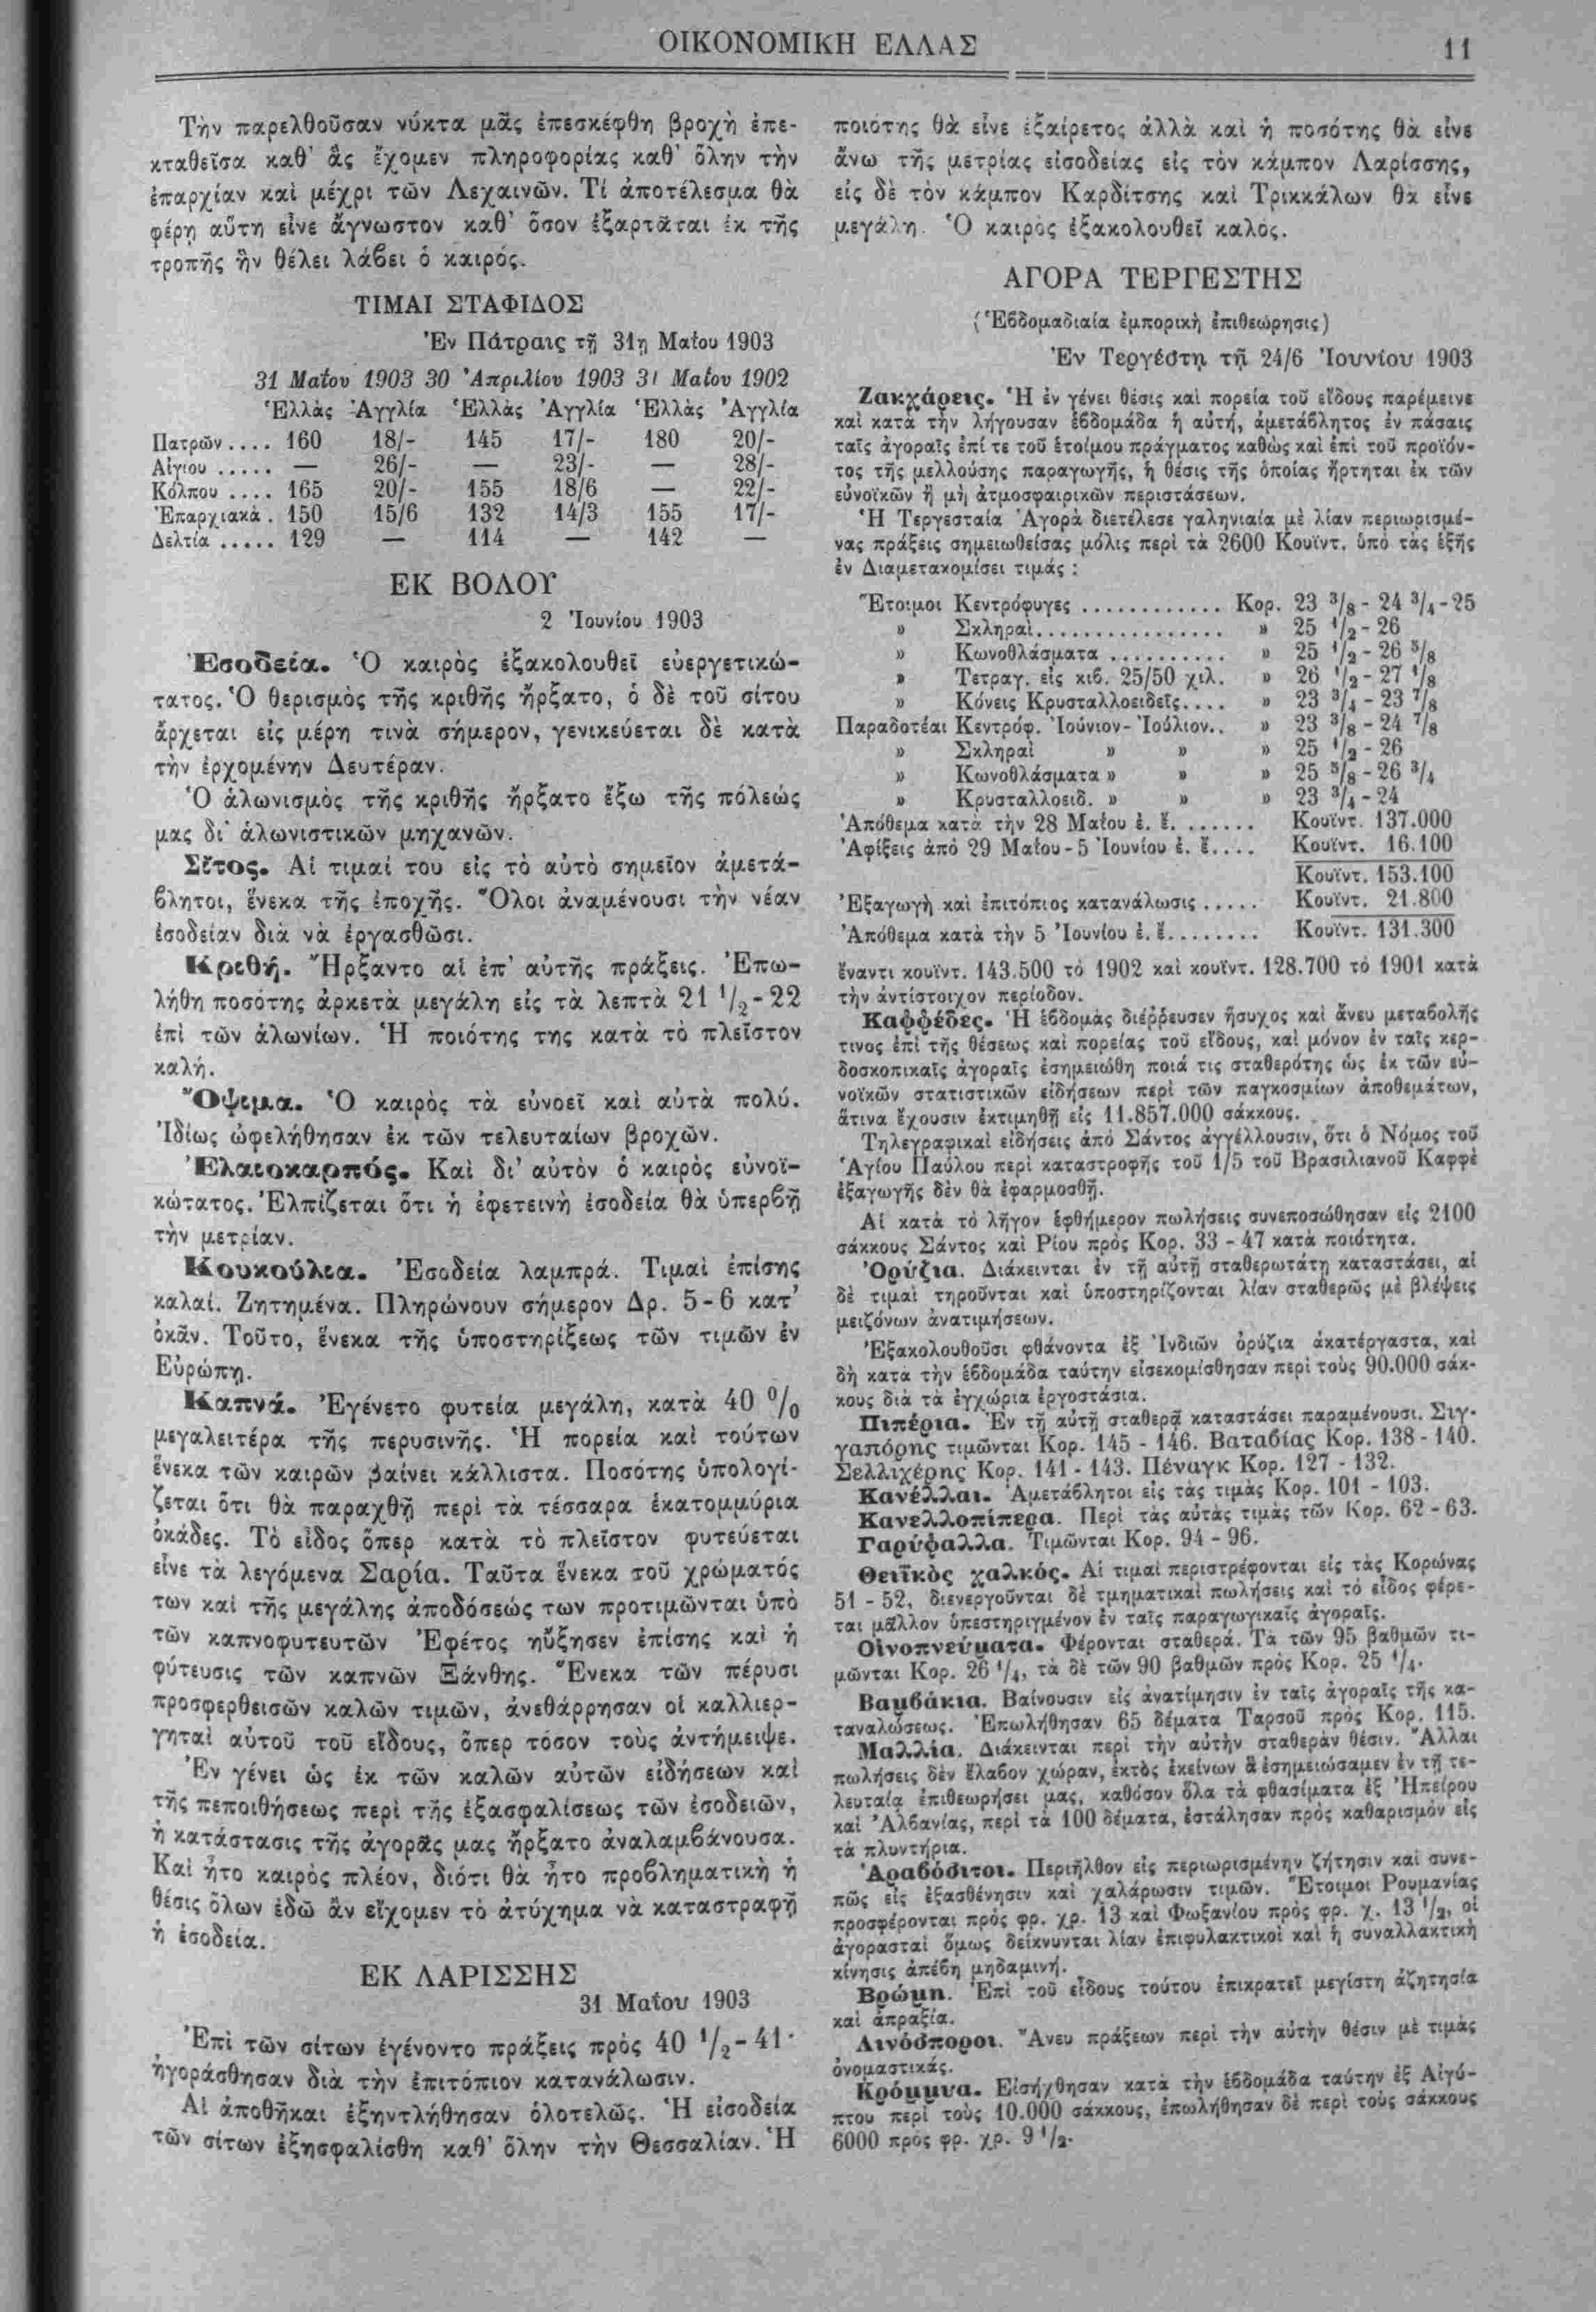 ΟΙΚΟΝΟΜΙΚΗ ΕΛΛΑΣ
11
Τὴν παρελθοῦσαν νύκτα μᾶς ἐπεσκέφθη βροχὴ ἐπε-
κταθεῖσα καθ' ἃς ἔχομεν πληροφορίας καθ' ὅλην τὴν
ἐπαρχίαν καὶ μέχρι τῶν Λεχαινῶν. Τί ἀποτέλεσμα θὰ
φέρῃ αὕτη εἶνε ἄγνωστον καθ' ὅσον ἐξαρτᾶται ἐκ τῆς
τροπῆς ἣν θέλει λάβει ὁ καιρός.
ΤΙΜΑΙ ΣΤΑΦΙΔΟΣ
Ἐν Πάτραις τῇ 31ῃ Μαΐου 1903
31 Μαΐου 1903 30 Ἀπριλίου 1903 31 Μαΐου 1902
Ἑλλὰς Ἀγγλία Ἑλλὰς Ἀγγλία Ἑλλὰς Ἀγγλία
Πατρῶν.... 160 18/- 145 17/- 180 20/-
Αἰγίου ..... — 26/- — 23/- — 28/-
Κόλπου .... 165 20/- 155 18/6 — 22/-
Ἐπαρχιακὰ . 150 15/6 132 14/3 155 17/-
Δελτία ..... 129 — 114 — 142 —
ΕΚ ΒΟΛΟΥ
2 Ἰουνίου 1903
Ἐσοδεία. Ὁ καιρὸς ἐξακολουθεῖ εὐεργετικώ-
τατος. Ὁ θερισμὸς τῆς κριθῆς ἤρξατο, ὁ δὲ τοῦ σίτου
ἄρχεται εἰς μέρη τινὰ σήμερον, γενικεύεται δὲ κατὰ
τὴν ἐρχομένην Δευτέραν.
Ὁ ἁλωνισμὸς τῆς κριθῆς ἤρξατο ἔξω τῆς πόλεώς
μας δι' ἁλωνιστικῶν μηχανῶν.
Σῖτος. Αἱ τιμαί του εἰς τὸ αὐτὸ σημεῖον ἀμετά-
βλητοι, ἕνεκα τῆς ἐποχῆς. Ὅλοι ἀναμένουσι τὴν νέαν
ἐσοδείαν διὰ νὰ ἐργασθῶσι.
Κριθή. Ἤρξαντο αἱ ἐπ' αὐτῆς πράξεις. Ἐπω-
λήθη ποσότης ἀρκετὰ μεγάλη εἰς τὰ λεπτὰ 21 1/2 - 22
ἐπὶ τῶν ἁλωνίων. Ἡ ποιότης της κατὰ τὸ πλεῖστον
καλή.
Ὄψιμα. Ὁ καιρὸς τὰ εὐνοεῖ καὶ αὐτὰ πολύ.
Ἰδίως ὠφελήθησαν ἐκ τῶν τελευταίων βροχῶν.
Ἐλαιοκαρπός. Καὶ δι' αὐτὸν ὁ καιρὸς εὐνοϊ-
κώτατος. Ἐλπίζεται ὅτι ἡ ἐφετεινὴ ἐσοδεία θὰ ὑπερβῇ
τὴν μετρίαν.
Κουκούλια. Ἐσοδεία λαμπρά. Τιμαὶ ἐπίσης
καλαί. Ζητημένα. Πληρώνουν σήμερον Δρ. 5 - 6 κατ'
ὀκᾶν. Τοῦτο, ἕνεκα τῆς ὑποστηρίξεως τῶν τιμῶν ἐν
Εὐρώπῃ.
Καπνά. Ἐγένετο φυτεία μεγάλη, κατὰ 40 %
μεγαλειτέρα τῆς περυσινῆς. Ἡ πορεία καὶ τούτων
ἕνεκα τῶν καιρῶν βαίνει κάλλιστα. Ποσότης ὑπολογί-
ζεται ὅτι θὰ παραχθῇ περὶ τὰ τέσσαρα ἑκατομμύρια
ὀκάδες. Τὸ εἶδος ὅπερ κατὰ τὸ πλεῖστον φυτεύεται
εἶνε τὰ λεγόμενα Σαρία. Ταῦτα ἕνεκα τοῦ χρώματός
των καὶ τῆς μεγάλης ἀποδόσεώς των προτιμῶνται ὑπὸ
τῶν καπνοφυτευτῶν Ἐφέτος ηὔξησεν ἐπίσης καὶ ἡ
φύτευσις τῶν καπνῶν Ξάνθης. Ἕνεκα τῶν πέρυσι
προσφερθεισῶν καλῶν τιμῶν, ἀνεθάρρησαν οἱ καλλιερ-
γηταὶ αὐτοῦ τοῦ εἴδους, ὅπερ τόσον τοὺς ἀντήμειψε.
Ἐν γένει ὡς ἐκ τῶν καλῶν αὐτῶν εἰδήσεων καὶ
τῆς πεποιθήσεως περὶ τῆς ἐξασφαλίσεως τῶν ἐσοδειῶν,
ἡ κατάστασις τῆς ἀγορᾶς μας ἤρξατο ἀναλαμβάνουσα.
Καὶ ἦτο καιρὸς πλέον, διότι θὰ ἦτο προβληματικὴ ἡ
θέσις ὅλων ἐδῶ ἂν εἴχομεν τὸ ἀτύχημα νὰ καταστραφῇ
ἡ ἐσοδεία.
ΕΚ ΛΑΡΙΣΣΗΣ
31 Μαΐου 1903
Ἐπὶ τῶν σίτων ἐγένοντο πράξεις πρὸς 40 1/2 - 41·
ἠγοράσθησαν διὰ τὴν ἐπιτόπιον κατανάλωσιν.
Αἱ ἀποθῆκαι ἐξηντλήθησαν ὁλοτελῶς. Ἡ εἰσοδεία
τῶν σίτων ἐξησφαλίσθη καθ' ὅλην τὴν Θεσσαλίαν. Ἡ
ποιότης θὰ εἶνε ἐξαίρετος ἀλλὰ καὶ ἡ ποσότης θὰ εἶνε
ἄνω τῆς μετρίας εἰσοδείας εἰς τὸν κάμπον Λαρίσσης,
εἰς δὲ τὸν κάμπον Καρδίτσης καὶ Τρικκάλων θὰ εἶνε
μεγάλη. Ὁ καιρὸς ἐξακολουθεῖ καλός.
ΑΓΟΡΑ ΤΕΡΓΕΣΤΗΣ
(Ἑβδομαδιαία ἐμπορικὴ ἐπιθεώρησις)
Ἐν Τεργέστῃ τῇ 24/6 Ἰουνίου 1903
Ζακχάρεις. Ἡ ἐν γένει θέσις καὶ πορεία τοῦ εἴδους παρέμεινε
καὶ κατὰ τὴν λήγουσαν ἑβδομάδα ἡ αὐτή, ἀμετάβλητος ἐν πάσαις
ταῖς ἀγοραῖς ἐπί τε τοῦ ἑτοίμου πράγματος καθὼς καὶ ἐπὶ τοῦ προϊόν-
τος τῆς μελλούσης παραγωγῆς, ἡ θέσις τῆς ὁποίας ἤρτηται ἐκ τῶν
εὐνοϊκῶν ἢ μὴ ἀτμοσφαιρικῶν περιστάσεων.
Ἡ Τεργεσταία Ἀγορὰ διετέλεσε γαληνιαία μὲ λίαν περιωρισμέ-
νας πράξεις σημειωθείσας μόλις περὶ τὰ 2600 Κουΐντ. ὑπὸ τὰς ἑξῆς
ἐν Διαμετακομίσει τιμάς :
Ἕτοιμοι Κεντρόφυγες ............ Κορ. 23 3/8 - 24 3/4 - 25
» Σκληραὶ................ » 25 1/2 - 26
» Κωνοθλάσματα .......... » 25 1/2 - 26 5/8
» Τετραγ. εἰς κιβ. 25/50 χιλ. » 26 1/2 - 27 1/8
» Κόνεις Κρυσταλλοειδεῖς.... » 23 3/4 - 23 7/8
Παραδοτέαι Κεντρόφ. Ἰούνιον-Ἰούλιον.. » 23 3/8 - 24 7/8
» Σκληραὶ » » » 25 1/2 - 26
» Κωνοθλάσματα » » » 25 5/8 - 26 3/4
» Κρυσταλλοειδ. » » » 23 3/4 - 24
Ἀπόθεμα κατὰ τὴν 28 Μαΐου ἐ. ἔ. ...... Κουΐντ. 137.000
Ἀφίξεις ἀπὸ 29 Μαΐου - 5 Ἰουνίου ἐ. ἔ.... Κουΐντ. 16.100
Κουΐντ. 153.100
Ἐξαγωγὴ καὶ ἐπιτόπιος κατανάλωσις ..... Κουΐντ. 21.800
Ἀπόθεμα κατὰ τὴν 5 Ἰουνίου ἐ. ἔ........ Κουΐντ. 131.300
ἔναντι κουΐντ. 143.500 τὸ 1902 καὶ κουΐντ. 128.700 τὸ 1901 κατὰ
τὴν ἀντίστοιχον περίοδον.
Καφφέδες. Ἡ ἑβδομὰς διέρρευσεν ἥσυχος καὶ ἄνευ μεταβολῆς
τινος ἐπὶ τῆς θέσεως καὶ πορείας τοῦ εἴδους, καὶ μόνον ἐν ταῖς κερ-
δοσκοπικαῖς ἀγοραῖς ἐσημειώθη ποιά τις σταθερότης ὡς ἐκ τῶν εὐ-
νοϊκῶν στατιστικῶν εἰδήσεων περὶ τῶν παγκοσμίων ἀποθεμάτων,
ἅτινα ἔχουσιν ἐκτιμηθῇ εἰς 11.857.000 σάκκους.
Τηλεγραφικαὶ εἰδήσεις ἀπὸ Σάντος ἀγγέλλουσιν, ὅτι ὁ Νόμος τοῦ
Ἁγίου Παύλου περὶ καταστροφῆς τοῦ 1/5 τοῦ Βρασιλιανοῦ Καφφὲ
ἐξαγωγῆς δὲν θὰ ἐφαρμοσθῇ.
Αἱ κατὰ τὸ λῆγον ἑφθήμερον πωλήσεις συνεποσώθησαν εἰς 2100
σάκκους Σάντος καὶ Ρίου πρὸς Κορ. 33 - 47 κατὰ ποιότητα.
Ὀρύζια. Διάκεινται ἐν τῇ αὐτῇ σταθερωτάτῃ καταστάσει, αἱ
δὲ τιμαὶ τηροῦνται καὶ ὑποστηρίζονται λίαν σταθερῶς μὲ βλέψεις
μειζόνων ἀνατιμήσεων.
Ἐξακολουθοῦσι φθάνοντα ἐξ Ἰνδιῶν ὀρύζια ἀκατέργαστα, καὶ
δὴ κατὰ τὴν ἑβδομάδα ταύτην εἰσεκομίσθησαν περὶ τοὺς 90.000 σάκ-
κους διὰ τὰ ἐγχώρια ἐργοστάσια.
Πιπέρια. Ἐν τῇ αὐτῇ σταθερᾷ καταστάσει παραμένουσι. Σιγ-
γαπόρης τιμῶνται Κορ. 145 - 146. Βαταβίας Κορ. 138 - 140.
Σελλιχέρης Κορ. 141 - 143. Πέναγκ Κορ. 127 - 132.
Κανέλλαι. Ἀμετάβλητοι εἰς τὰς τιμὰς Κορ. 101 - 103.
Κανελλοπίπερα. Περὶ τὰς αὐτὰς τιμὰς τῶν Κορ. 62 - 63.
Γαρύφαλλα. Τιμῶνται Κορ. 94 - 96.
Θειϊκὸς χαλκός. Αἱ τιμαὶ περιστρέφονται εἰς τὰς Κορώνας
51 - 52, διενεργοῦνται δὲ τμηματικαὶ πωλήσεις καὶ τὸ εἶδος φέρε-
ται μᾶλλον ὑπεστηριγμένον ἐν ταῖς παραγωγικαῖς ἀγοραῖς.
Οἰνοπνεύματα. Φέρονται σταθερά. Τὰ τῶν 95 βαθμῶν τι-
μῶνται Κορ. 26 1/4, τὰ δὲ τῶν 90 βαθμῶν πρὸς Κορ. 25 1/4.
Βαμβάκια. Βαίνουσιν εἰς ἀνατίμησιν ἐν ταῖς ἀγοραῖς τῆς κα-
ταναλώσεως. Ἐπωλήθησαν 65 δέματα Ταρσοῦ πρὸς Κορ. 115.
Μαλλία. Διάκεινται περὶ τὴν αὐτὴν σταθερὰν θέσιν. Ἄλλαι
πωλήσεις δὲν ἔλαβον χώραν, ἐκτὸς ἐκείνων ἃ ἐσημειώσαμεν ἐν τῇ τε-
λευταίᾳ ἐπιθεωρήσει μας, καθόσον ὅλα τὰ φθασίματα ἐξ Ἠπείρου
καὶ Ἀλβανίας, περὶ τὰ 100 δέματα, ἐστάλησαν πρὸς καθαρισμὸν εἰς
τὰ πλυντήρια.
Ἀραβόσιτοι. Περιῆλθον εἰς περιωρισμένην ζήτησιν καὶ συνε-
πῶς εἰς ἐξασθένησιν καὶ χαλάρωσιν τιμῶν. Ἕτοιμοι Ρουμανίας
προσφέρονται πρὸς φρ. χρ. 13 καὶ Φωξανίου πρὸς φρ. χ. 13 1/2, οἱ
ἀγορασταὶ ὅμως δείκνυνται λίαν ἐπιφυλακτικοὶ καὶ ἡ συναλλακτικὴ
κίνησις ἀπέβη μηδαμινή.
Βρώμη. Ἐπὶ τοῦ εἴδους τούτου ἐπικρατεῖ μεγίστη ἀζητησία
καὶ ἀπραξία.
Λινόσποροι. Ἄνευ πράξεων περὶ τὴν αὐτὴν θέσιν μὲ τιμὰς
ὀνομαστικάς.
Κρόμμυα. Εἰσήχθησαν κατὰ τὴν ἑβδομάδα ταύτην ἐξ Αἰγύ-
πτου περὶ τοὺς 10.000 σάκκους, ἐπωλήθησαν δὲ περὶ τοὺς σάκκους
6000 πρὸς φρ. χρ. 9 1/2.